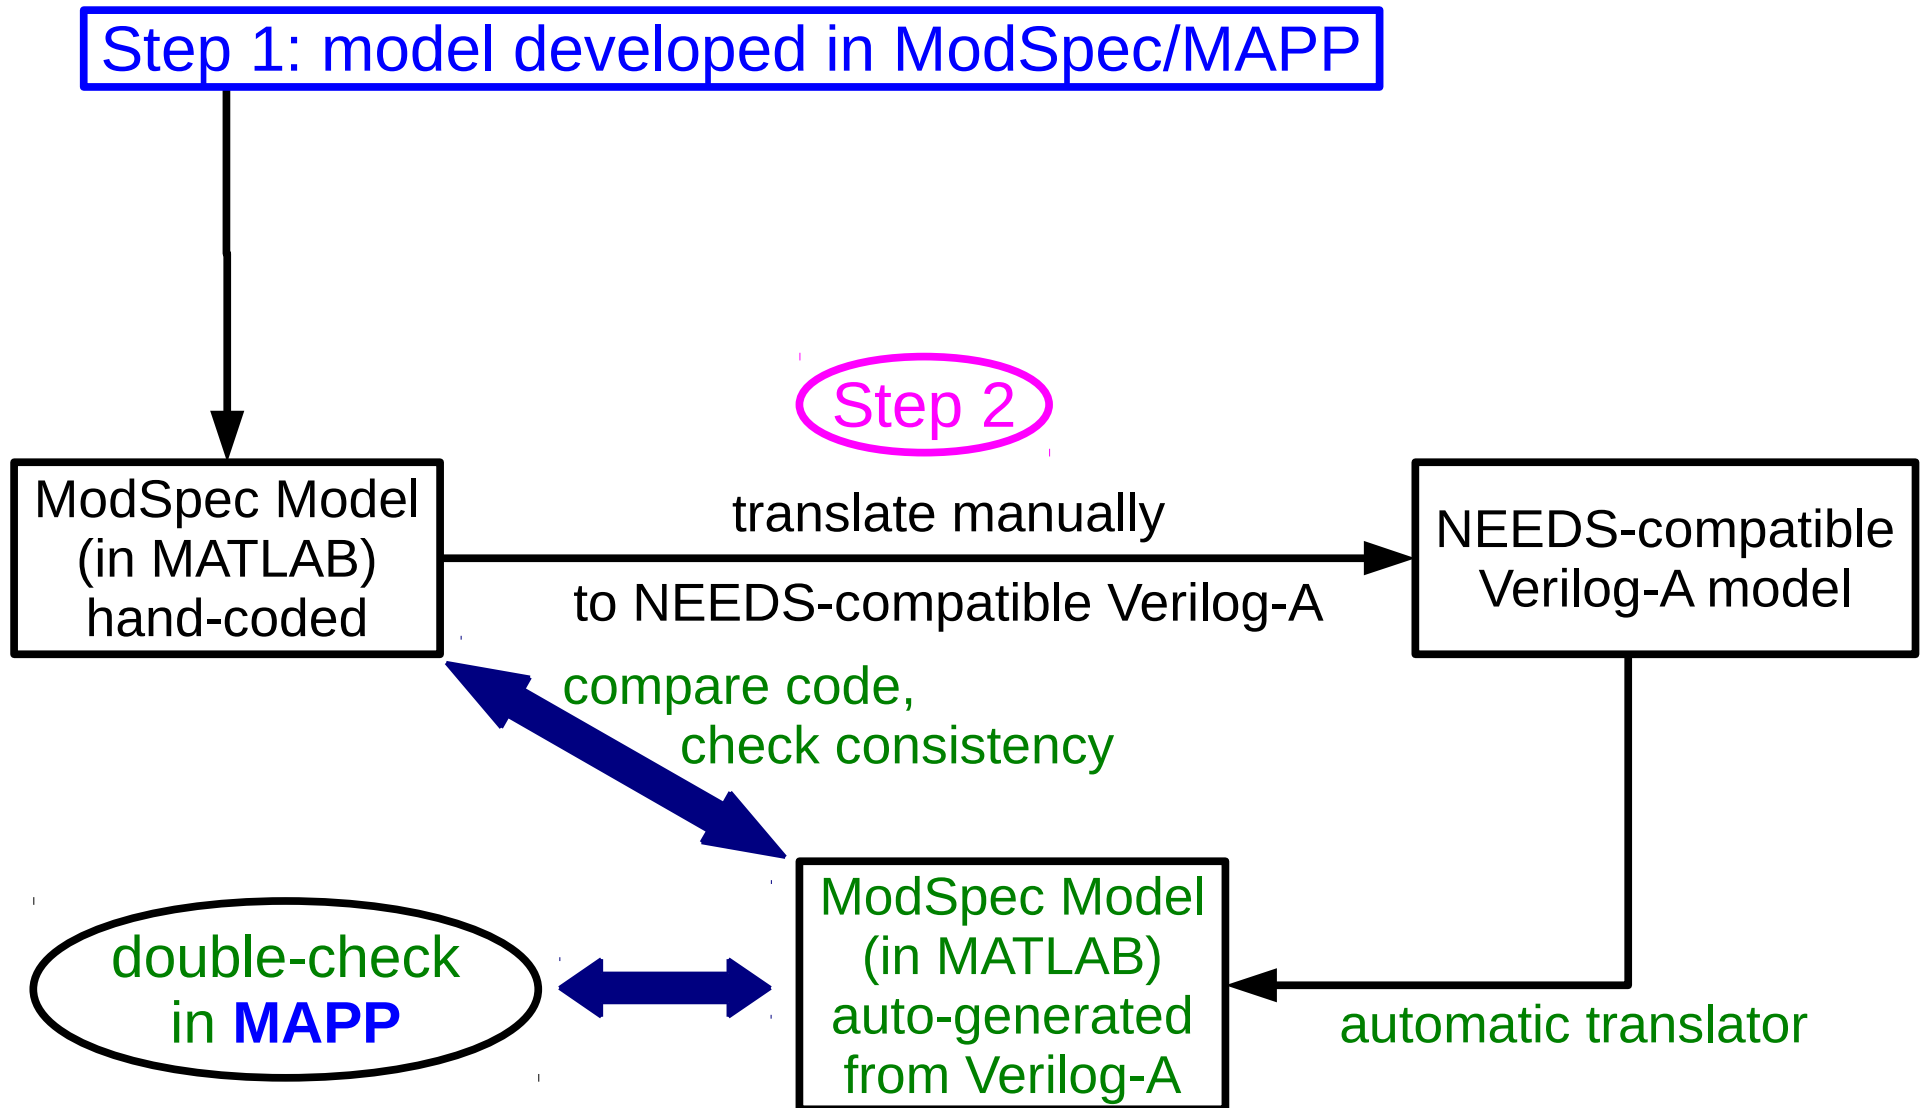 Step 1: model developed in ModSpec/MAPP
Step 2
ModSpec Model
(in MATLAB)
hand-coded
translate manually
to NEEDS-compatible Verilog-A
NEEDS-compatible
Verilog-A model
compare code,
check consistency
double-check
in MAPP
ModSpec Model
(in MATLAB)
auto-generated
from Verilog-A
automatic translator